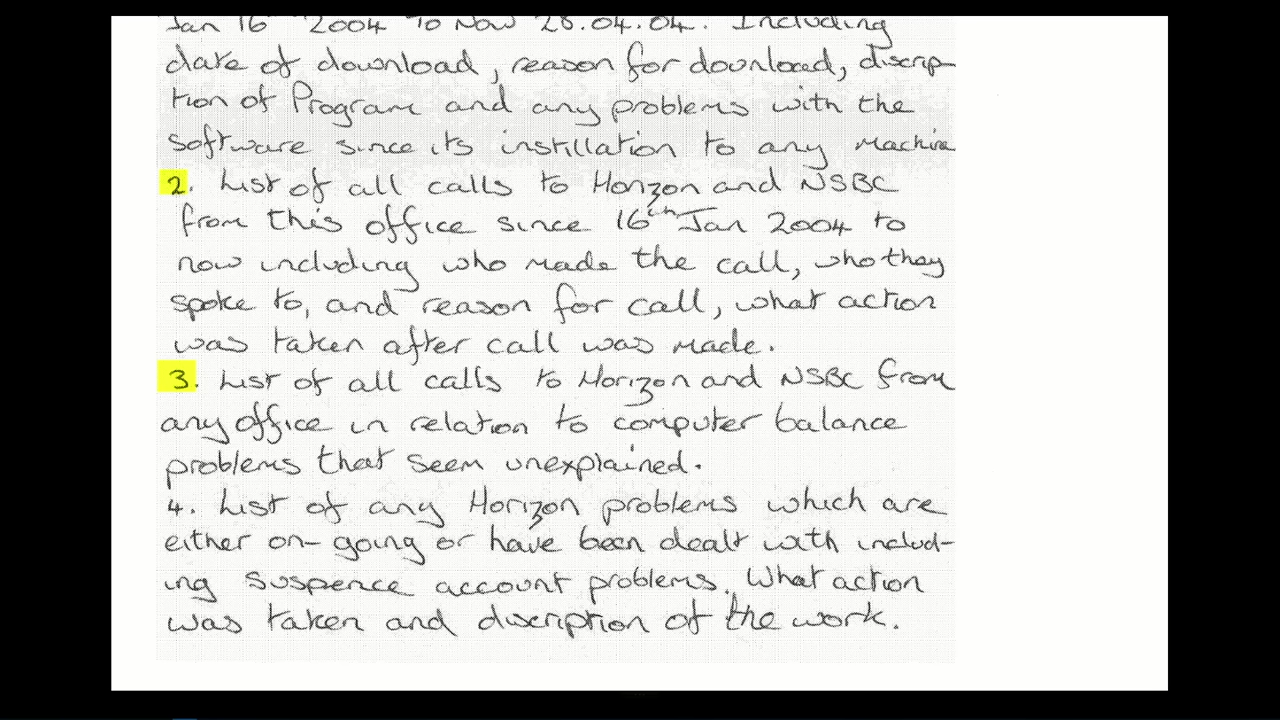 Jan 16th 2004 to Now 28.04.04. Including
date of download, reason for download, discrip-
tion of Program and any problems with the
software since its instillation to any Machine
2. List of all calls to Horizon and NSBC
from this office since 16th Jan 2004 to
now including who made the call, who they
spoke to, and reason for call, what action
was taken after call was made.
3. List of all calls to Horizon and NSBC from
any office in relation to computer balance
problems that seem unexplained.
4. List of any Horizon problems which are
either on-going or have been dealt with includ-
ing suspence account problems. What action
was taken and discription of the work.